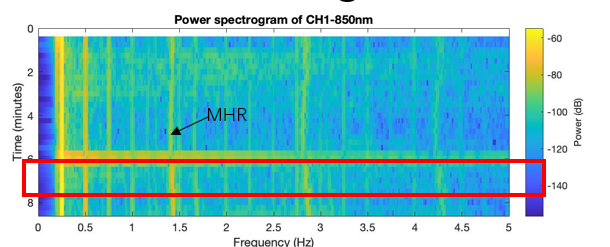 Power spectrogram of CH1-850nm
0
2
4
6
8
Time (minutes)
MHR
0 0.5 1 1.5 2 2.5 3 3.5 4 4.5 5
Frequency (Hz)
-60
-80
-100
-120
-140
Power (dB)